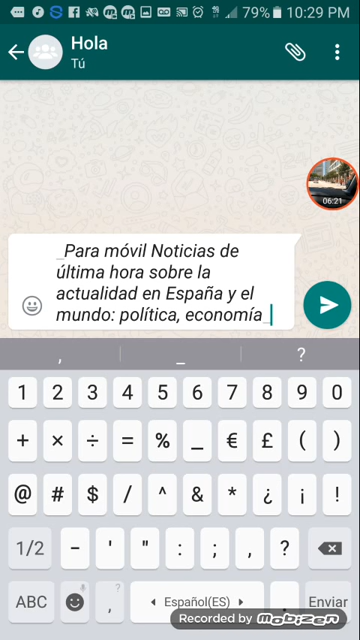 79% 10:29 PM
Hola
Tú
06:21
_Para móvil Noticias de
última hora sobre la
actualidad en España y el
mundo: política, economía_
, _ ?
1 2 3 4 5 6 7 8 9 0
+ × ÷ = % _ € £ ( )
@ # $ / ^ & * ¿ ¡ !
1/2 - ' " : ; , ?
ABC , ? Español(ES) . Enviar
Recorded by MOBIZEN